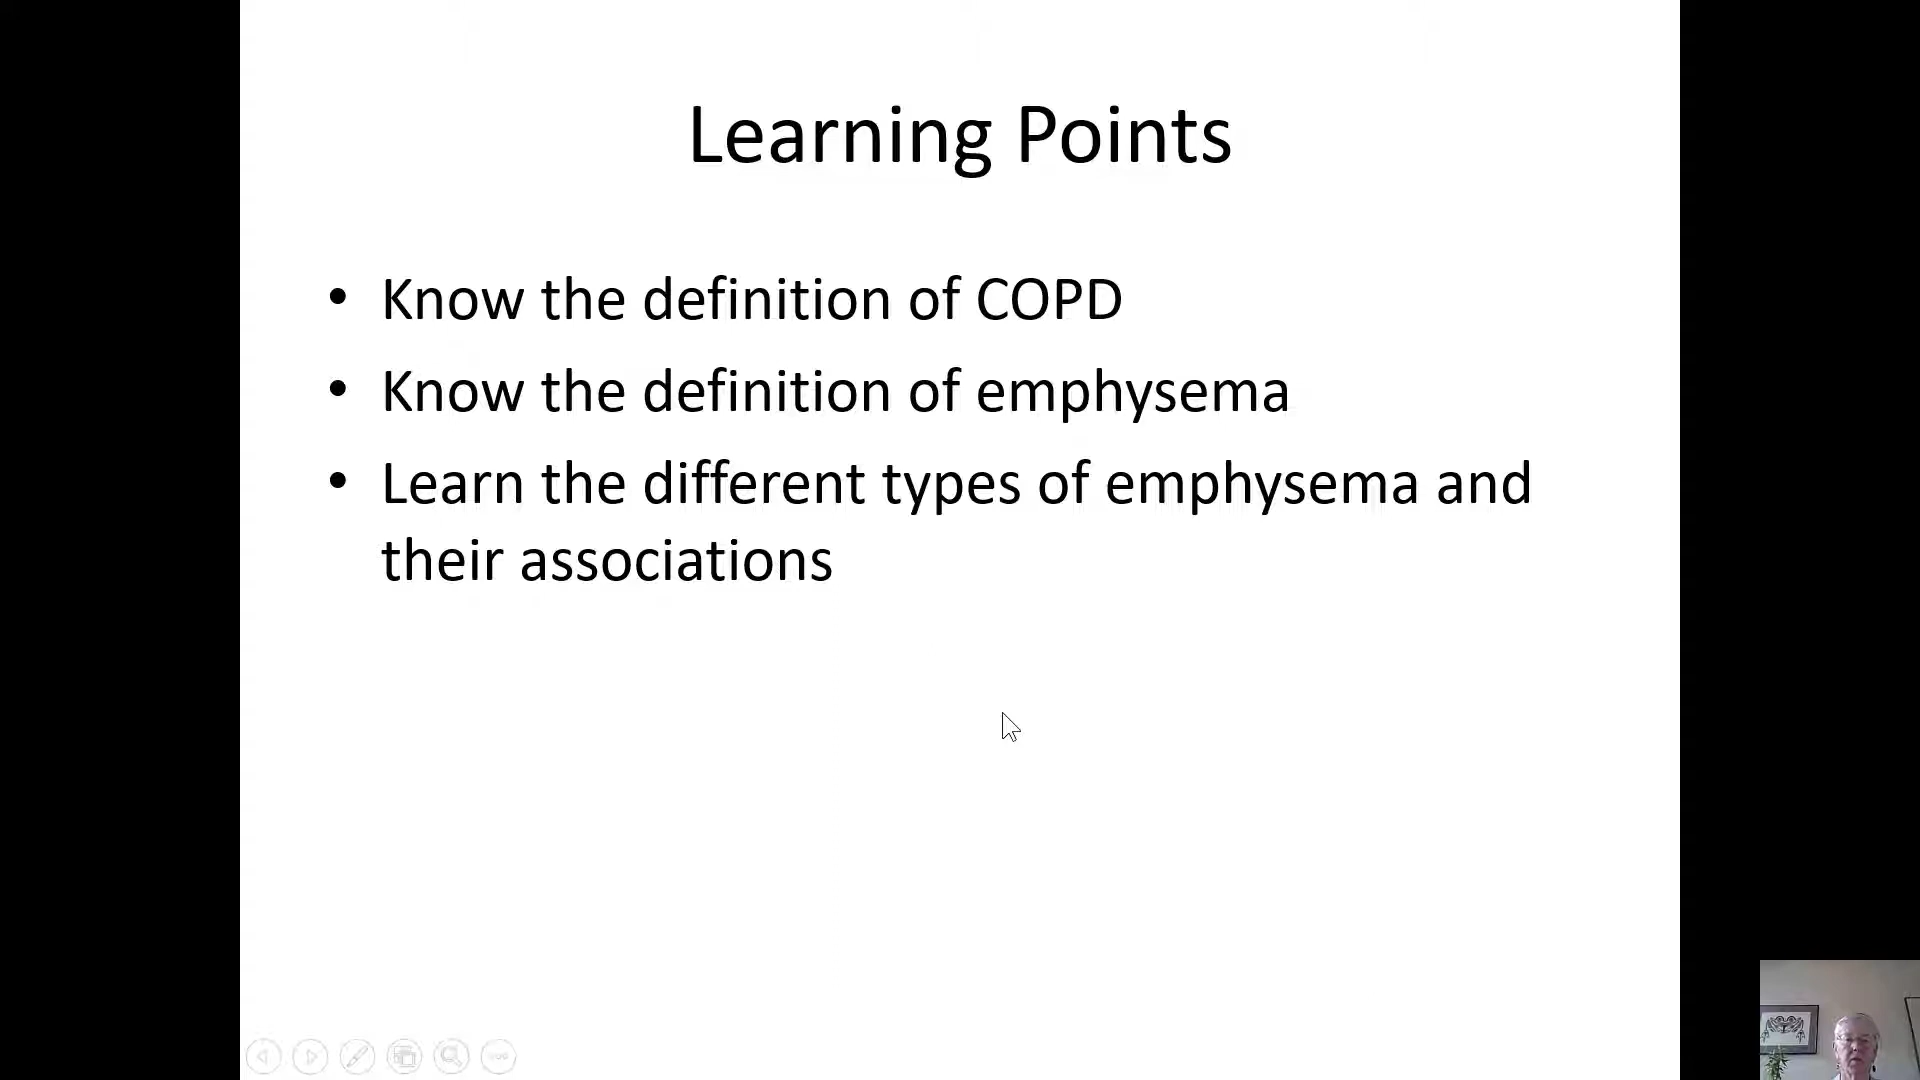 Learning Points
• Know the definition of COPD
• Know the definition of emphysema
• Learn the different types of emphysema and
their associations